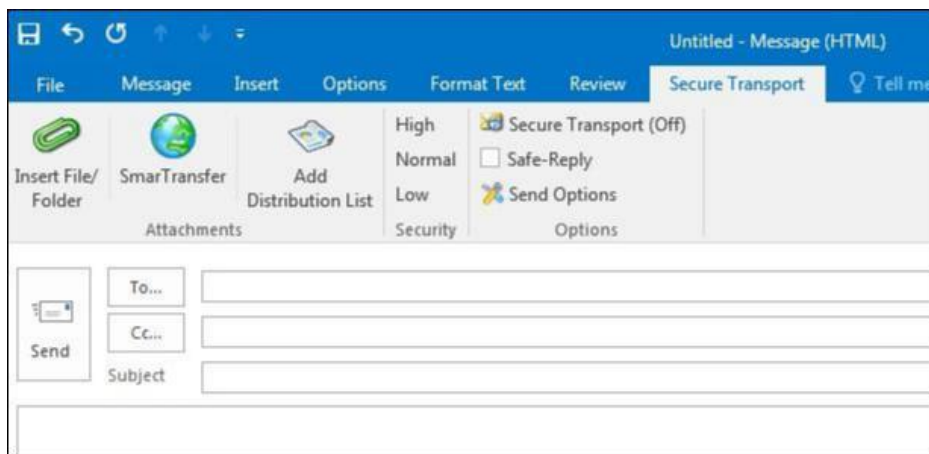 Untitled - Message (HTML)
File Message Insert Options Format Text Review Secure Transport Tell me
Insert File/
Folder
SmarTransfer
Add
Distribution List
Attachments
High
Normal
Low
Security
Secure Transport (Off)
Safe-Reply
Send Options
Options
Send
To...
Cc...
Subject